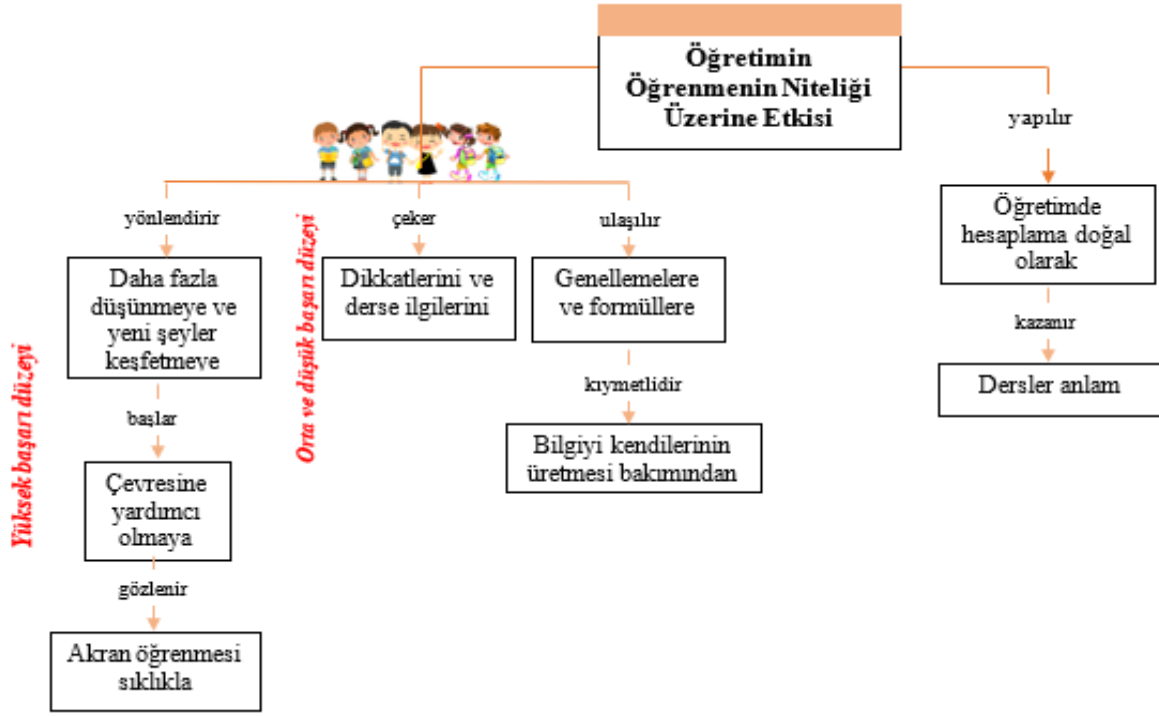 Öğretimin
Öğrenmenin Niteliği
Üzerine Etkisi
yapılır
Öğretimde
hesaplama doğal
olarak
kazanır
Dersler anlam
Yüksek başarı düzeyi
yönlendirir
Daha fazla
düşünmeye ve
yeni şeyler
keşfetmeye
başlar
Çevresine
yardımcı
olmaya
gözlenir
Akran öğrenmesi
sıklıkla
Orta ve düşük başarı düzeyi
çeker
Dikkatlerini ve
derse ilgilerini
ulaşılır
Genellemelere
ve formüllere
kıymetlidir
Bilgiyi kendilerinin
üretmesi bakımından